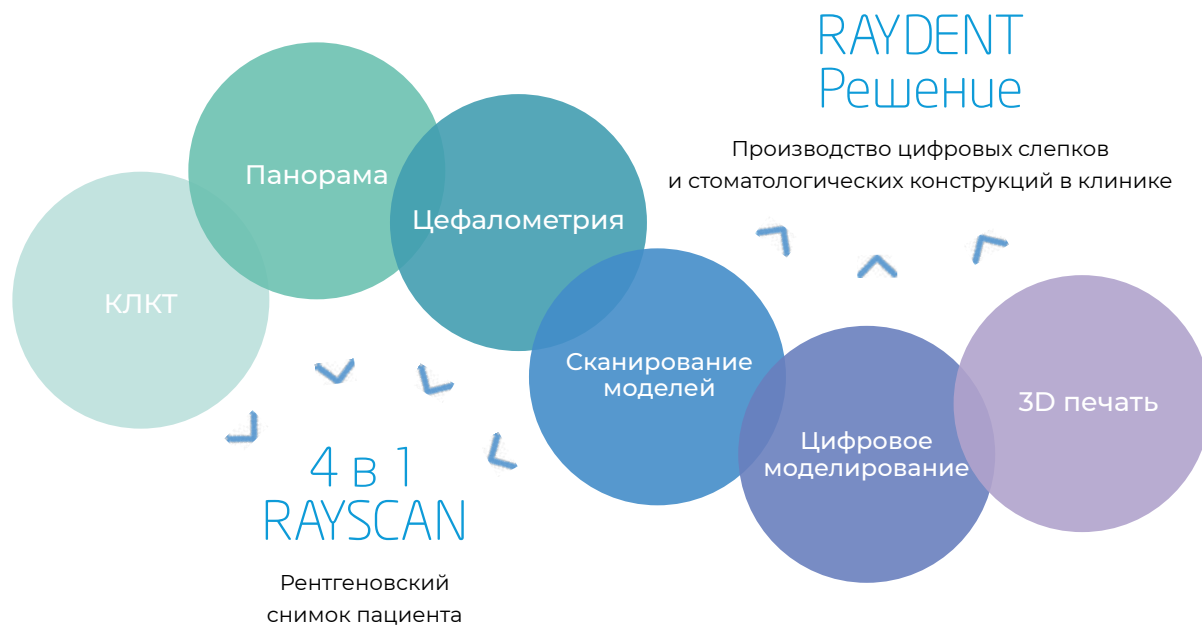 RAYDENT
Решение
Производство цифровых слепков
и стоматологических конструкций в клинике
Панорама
Цефалометрия
КЛКТ
Сканирование
моделей
3D печать
Цифровое
моделирование
4 в 1
RAYSCAN
Рентгеновский
снимок пациента